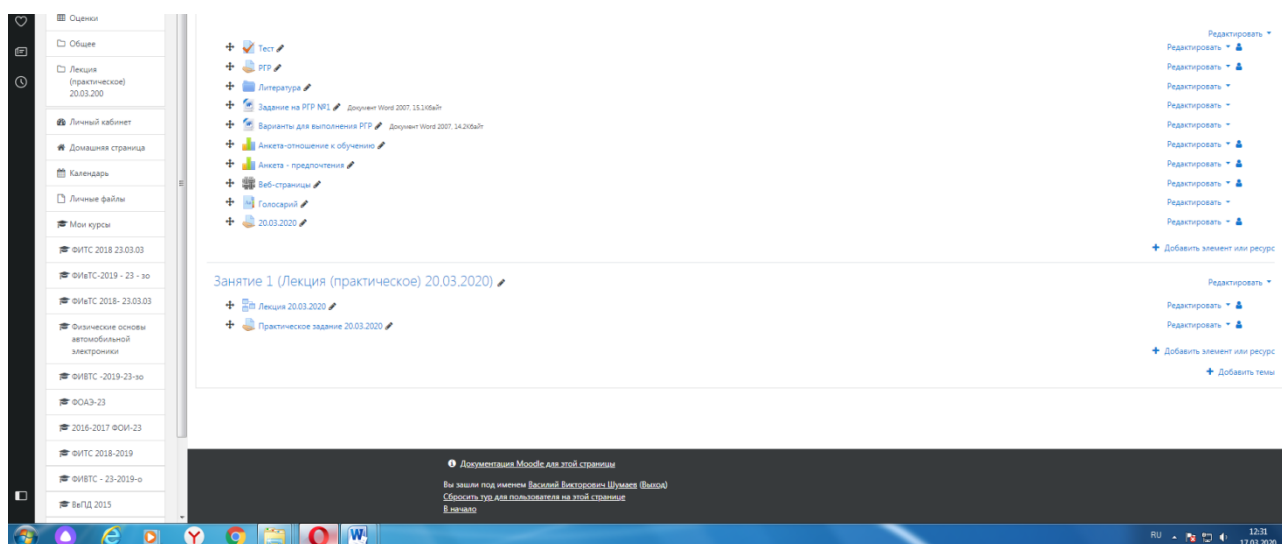 Оценки
Общее
Лекция
(практическое)
20.03.200
Личный кабинет
Домашняя страница
Календарь
Личные файлы
Мои курсы
ФИТС 2018 23.03.03
ФИвТС-2019 - 23 - зо
ФИвТС 2018- 23.03.03
Физические основы
автомобильной
электроники
ФИВТС -2019-23-зо
ФОАЭ-23
2016-2017 ФОИ-23
ФИТС 2018-2019
ФИВТС - 23-2019-о
ВвПД 2015
Редактировать
Тест Редактировать
РГР Редактировать
Литература Редактировать
Задание на РГР №1 Документ Word 2007, 15.1Кбайт Редактировать
Варианты для выполнения РГР Документ Word 2007, 14.2Кбайт Редактировать
Анкета-отношение к обучению Редактировать
Анкета - предпочтения Редактировать
Веб-страницы Редактировать
Голосарий Редактировать
20.03.2020 Редактировать
Добавить элемент или ресурс
Занятие 1 (Лекция (практическое) 20.03.2020) Редактировать
Лекция 20.03.2020 Редактировать
Практическое задание 20.03.2020 Редактировать
Добавить элемент или ресурс
Добавить темы
Документация Moodle для этой страницы
Вы зашли под именем Василий Викторович Шумаев (Выход)
Сбросить тур для пользователя на этой странице
В начало
RU 12:31
17.03.2020